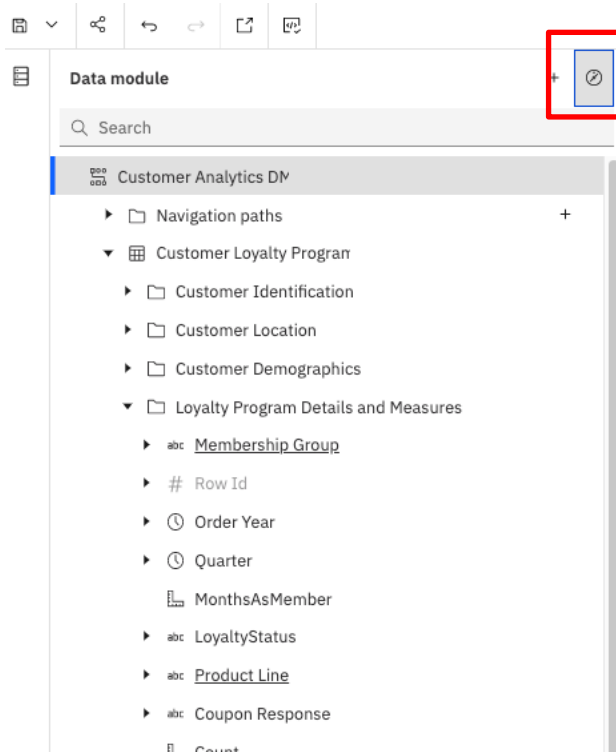 Data module
+
Search
Customer Analytics DM
Navigation paths +
Customer Loyalty Program
Customer Identification
Customer Location
Customer Demographics
Loyalty Program Details and Measures
abc Membership Group
# Row Id
Order Year
Quarter
MonthsAsMember
abc LoyaltyStatus
abc Product Line
abc Coupon Response
Count